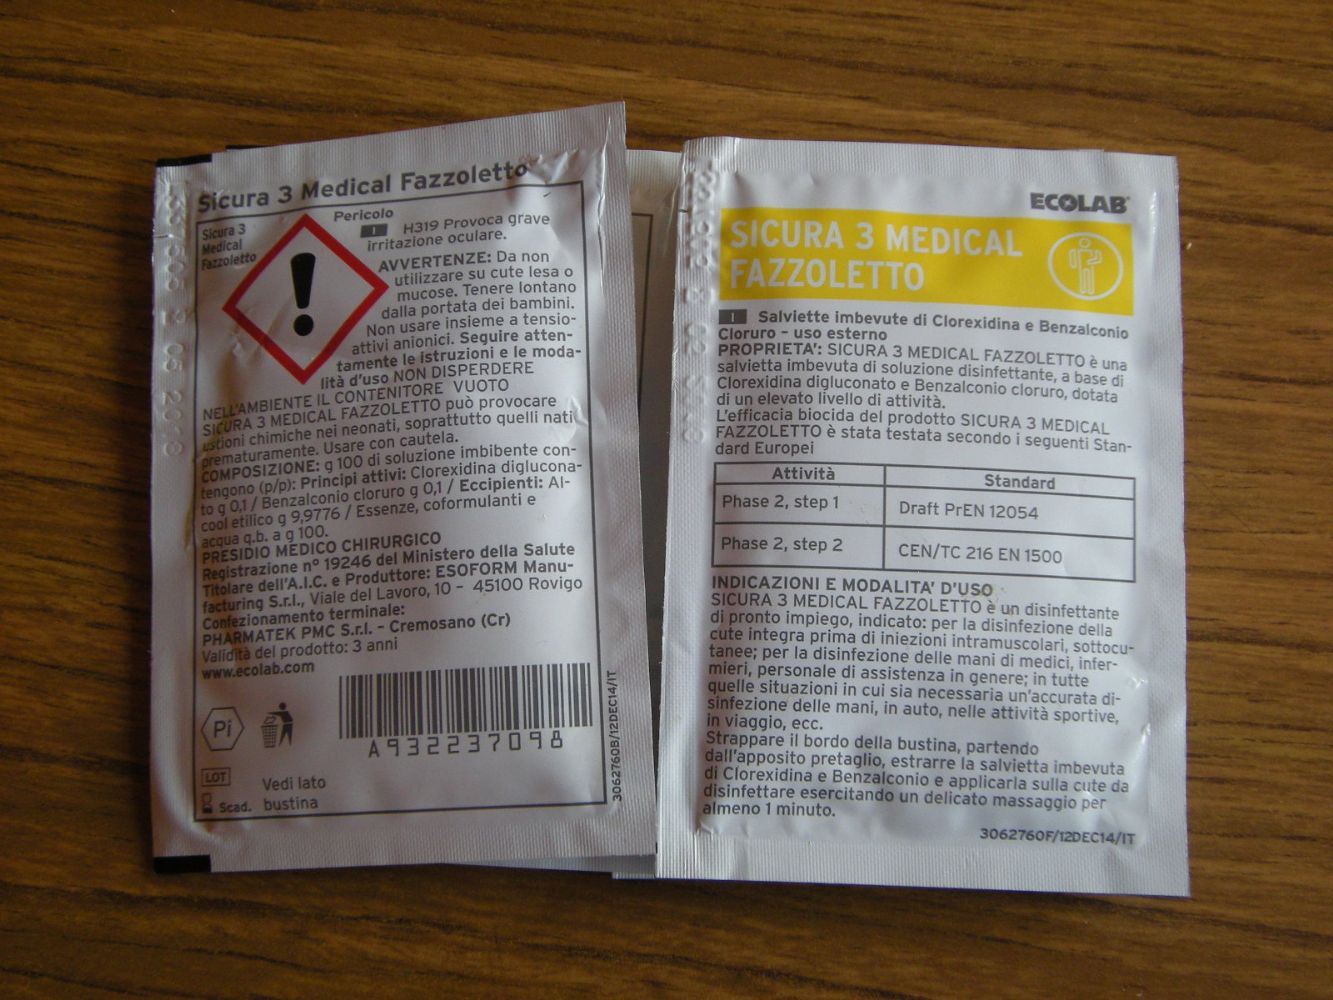 Sicura 3 Medical Fazzoletto
Sicura 3
Medical
Fazzoletto
Pericolo
I H319 Provoca grave
irritazione oculare.
AVVERTENZE: Da non
utilizzare su cute lesa o
mucose. Tenere lontano
dalla portata dei bambini.
Non usare insieme a tensio-
attivi anionici. Seguire atten-
tamente le istruzioni e le moda-
lità d'uso NON DISPERDERE
NELL'AMBIENTE IL CONTENITORE VUOTO
SICURA 3 MEDICAL FAZZOLETTO può provocare
ustioni chimiche nei neonati, soprattutto quelli nati
prematuramente. Usare con cautela.
COMPOSIZIONE: g 100 di soluzione imbibente con-
tengono (p/p): Principi attivi: Clorexidina digluconato-
to g 0,1 / Benzalconio cloruro g 0,1 / Eccipienti: Al-
cool etilico g 9,9776 / Essenze, coformulanti e
acqua q.b. a g 100.
PRESIDIO MEDICO CHIRURGICO
Registrazione n° 19246 del Ministero della Salute
Titolare dell'A.I.C. e Produttore: ESOFORM Manu-
facturing S.r.l., Viale del Lavoro, 10 - 45100 Rovigo
Confezionamento terminale:
PHARMATEK PMC S.r.l. - Cremosano (Cr)
Validità del prodotto: 3 anni
www.ecolab.com
A932237098
Pi
LOT
Scad.
Vedi lato
bustina
3062760B/12DEC14/IT
05 2018
ECOLAB®
SICURA 3 MEDICAL
FAZZOLETTO
I Salviette imbevute di Clorexidina e Benzalconio
Cloruro - uso esterno
PROPRIETA': SICURA 3 MEDICAL FAZZOLETTO è una
salvietta imbevuta di soluzione disinfettante, a base di
Clorexidina digluconato e Benzalconio cloruro, dotata
di un elevato livello di attività.
L'efficacia biocida del prodotto SICURA 3 MEDICAL
FAZZOLETTO è stata testata secondo i seguenti Stan-
dard Europei
Attività Standard
Phase 2, step 1 Draft PrEN 12054
Phase 2, step 2 CEN/TC 216 EN 1500
INDICAZIONI E MODALITA' D'USO
SICURA 3 MEDICAL FAZZOLETTO è un disinfettante
di pronto impiego, indicato: per la disinfezione della
cute integra prima di iniezioni intramuscolari, sottocu-
tanee; per la disinfezione delle mani di medici, infer-
mieri, personale di assistenza in genere; in tutte
quelle situazioni in cui sia necessaria un'accurata di-
sinfezione delle mani, in auto, nelle attività sportive,
in viaggio, ecc.
Strappare il bordo della bustina, partendo
dall'apposito pretaglio, estrarre la salvietta imbevuta
di Clorexidina e Benzalconio e applicarla sulla cute da
disinfettare esercitando un delicato massaggio per
almeno 1 minuto.
3062760F/12DEC14/IT